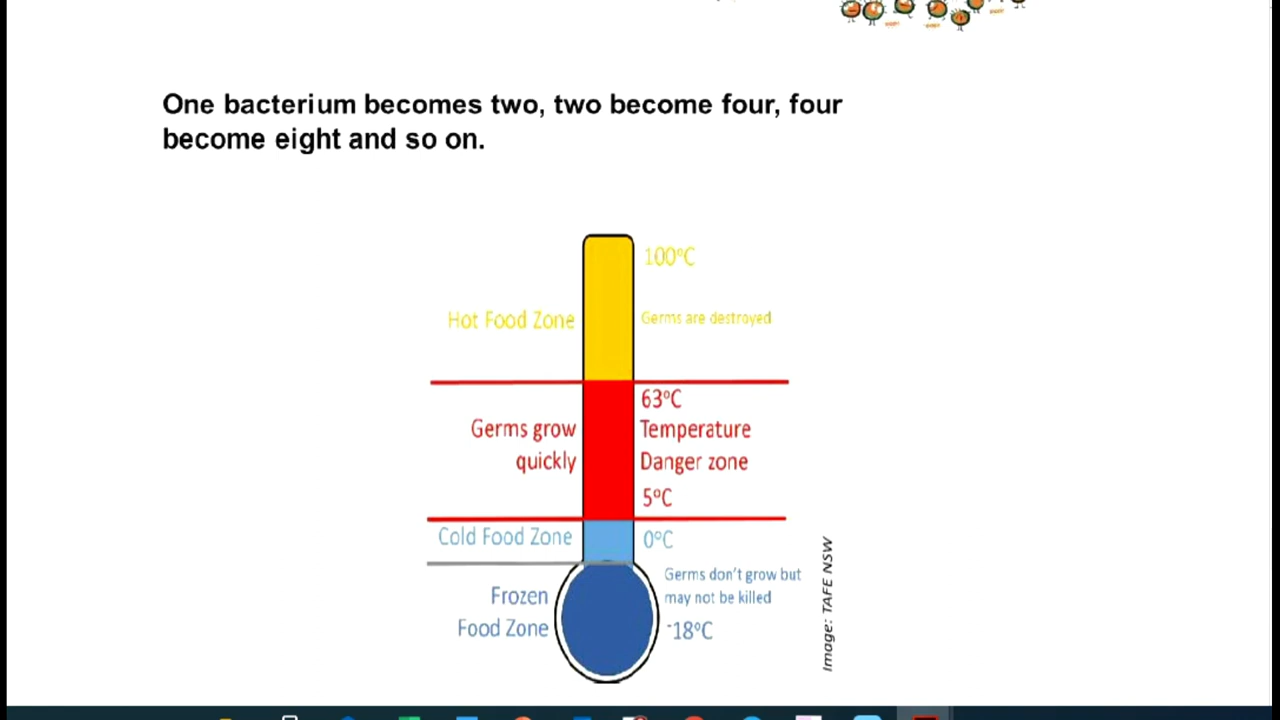 One bacterium becomes two, two become four, four
become eight and so on.
100°C
Hot Food Zone
Germs are destroyed
63°C
Germs grow
quickly
Temperature
Danger zone
5°C
Cold Food Zone
0°C
Germs don't grow but
may not be killed
Frozen
Food Zone
-18°C
Image: TAFE NSW